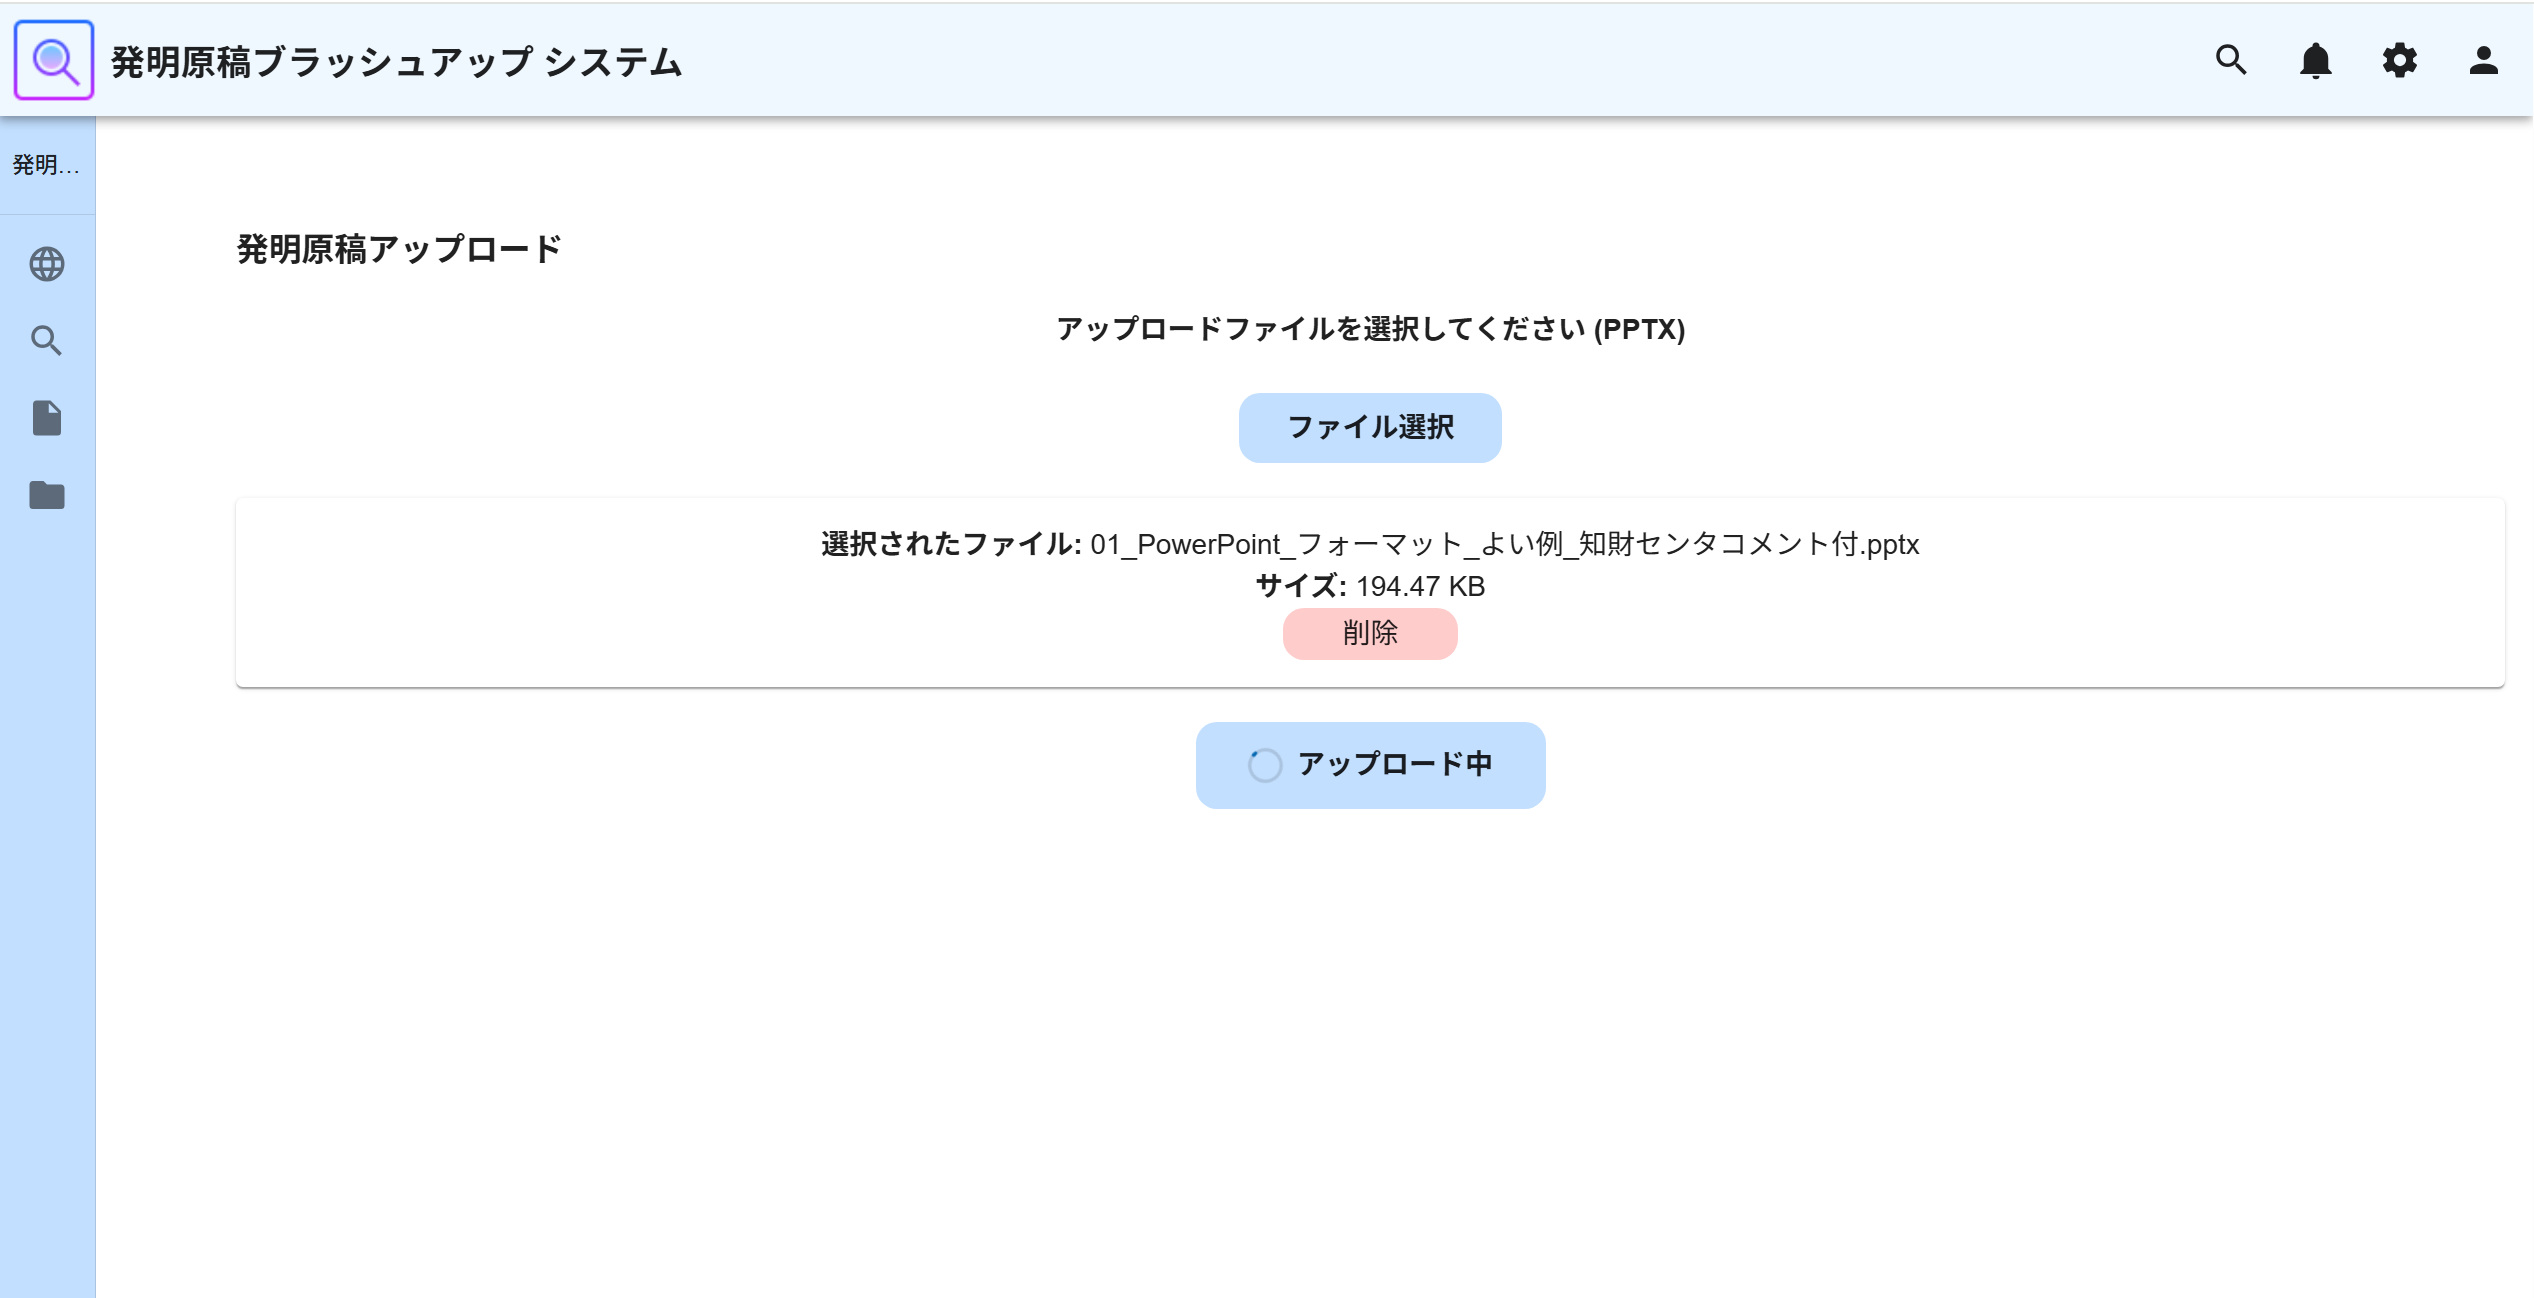 発明原稿ブラッシュアップ システム
発明…
発明原稿アップロード
アップロードファイルを選択してください (PPTX)
ファイル選択
選択されたファイル: 01_PowerPoint_フォーマット_よい例_知財センタコメント付.pptx
サイズ: 194.47 KB
削除
アップロード中